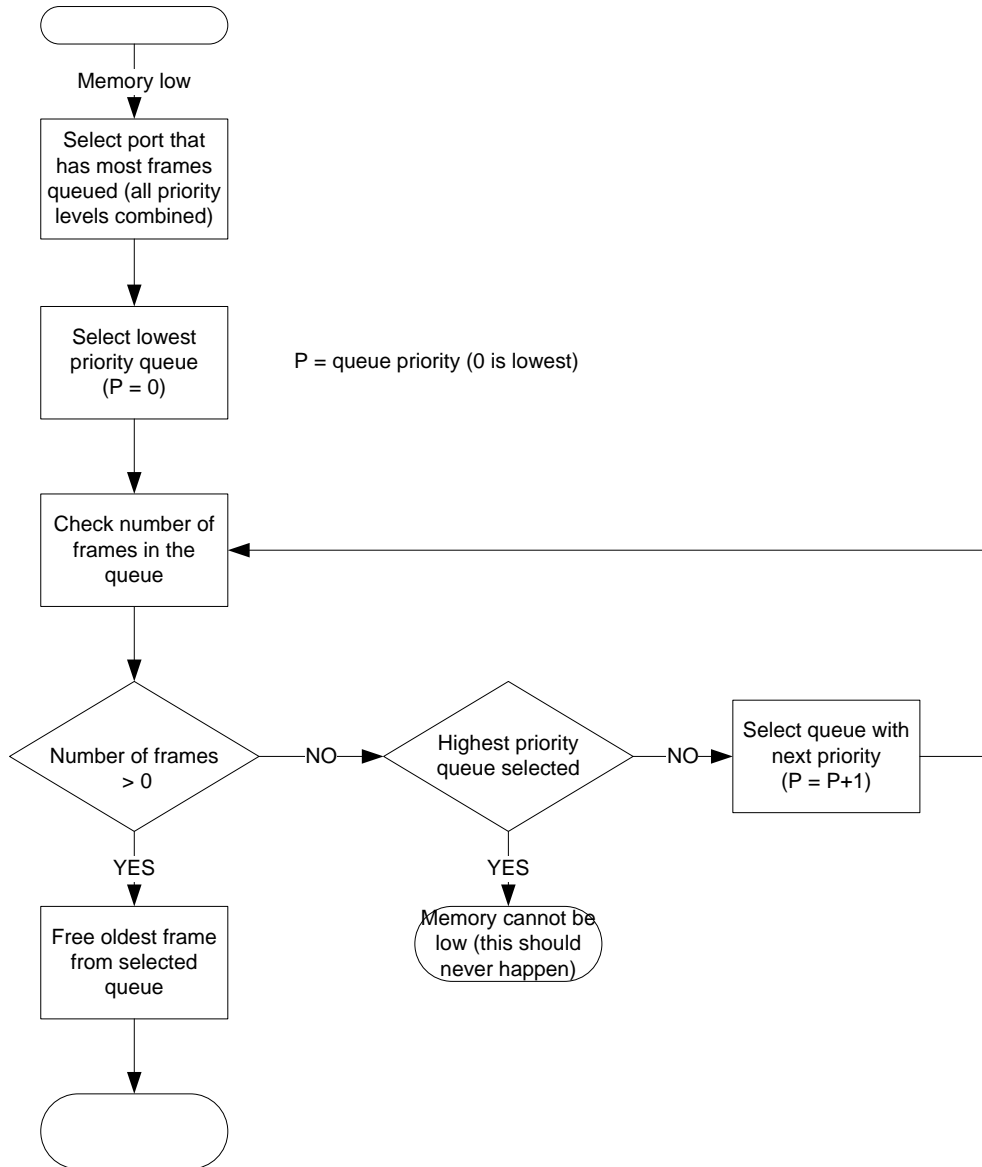 Memory low
Select port that
has most frames
queued (all priority
levels combined)
Select lowest
priority queue
(P = 0)
P = queue priority (0 is lowest)
Check number of
frames in the
queue
Number of frames
> 0
NO
Highest priority
queue selected
NO
Select queue with
next priority
(P = P+1)
YES
YES
Free oldest frame
from selected
queue
Memory cannot be
low (this should
never happen)